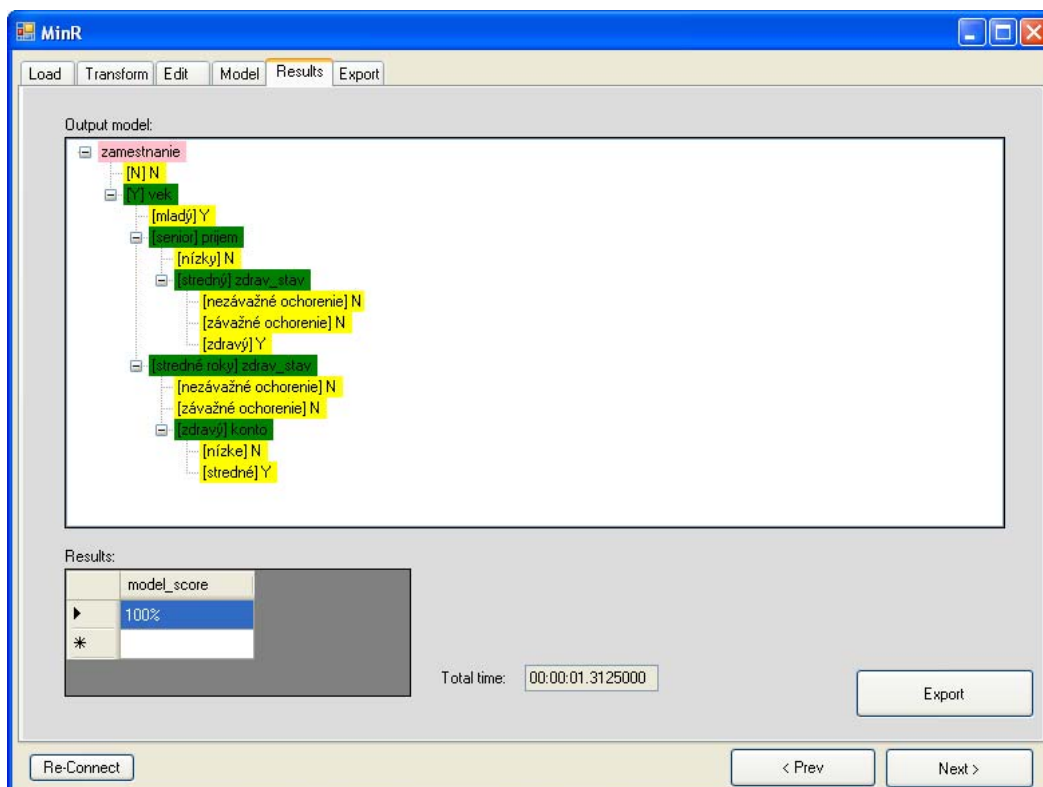 MinR
Load Transform Edit Model Results Export
Output model:
zamestnanie
[N] N
[Y] vek
[mladý] Y
[senior] prijem
[nízky] N
[stredný] zdrav_stav
[nezávažné ochorenie] N
[závažné ochorenie] N
[zdravý] Y
[stredné roky] zdrav_stav
[nezávažné ochorenie] N
[závažné ochorenie] N
[zdravý] konto
[nízke] N
[stredné] Y
Results:
model_score
100%
Total time: 00:00:01.3125000
Export
Re-Connect
< Prev
Next >